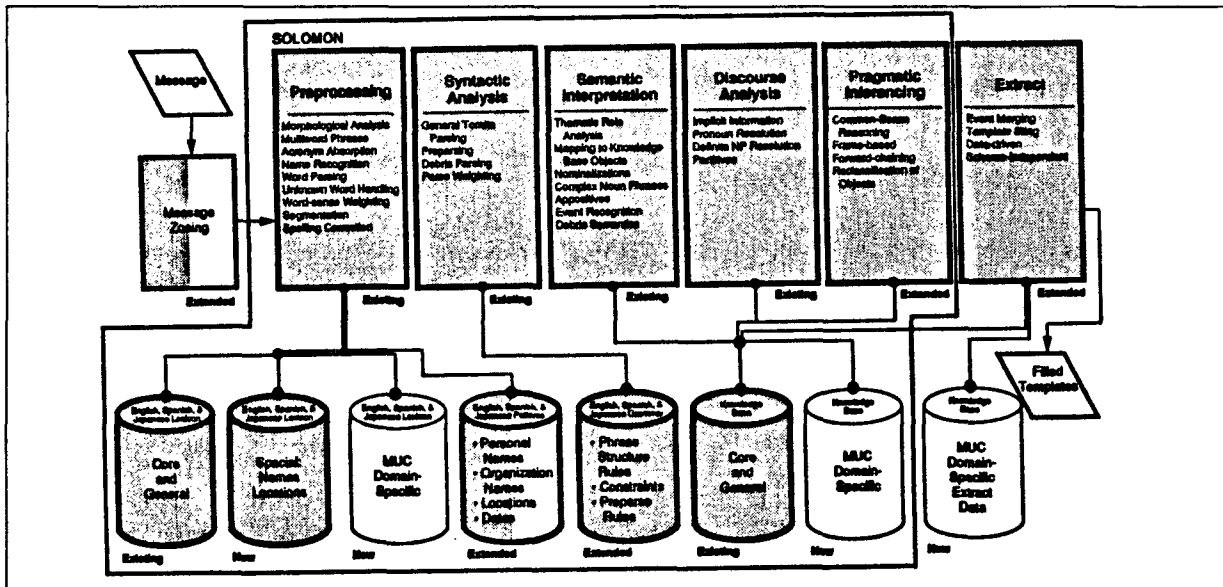 SOLOMON
Message
Message
Zoning
Extended
Preprocessing
Morphological Analysis
Multiword Phrases
Acronym Absorption
Name Recognition
Word Parsing
Unknown Word Handling
Word-sense Weighting
Segmentation
Spelling Correction
Existing
Syntactic
Analysis
General Tomita
Parsing
Preparsing
Debris Parsing
Parse Weighting
Existing
Semantic
Interpretation
Thematic Role
Analysis
Mapping to Knowledge
Base Objects
Nominalizations
Complex Noun Phrases
Appositives
Event Recognition
Debris Semantics
Existing
Discourse
Analysis
Implicit Information
Pronoun Resolution
Definite NP Resolution
Partitives
Existing
Pragmatic
Inferencing
Common-Sense
Reasoning
Frame-based
Forward-chaining
Reclassification of
Objects
Extended
Extract
Event Merging
Template filling
Data-driven
Schema-independent
Extended
Filled
Templates
English, Spanish, &
Japanese Lexicons
Core
and
General
Existing
English, Spanish, &
Japanese Lexicons
Special:
Names
Locations
New
English, Spanish, &
Japanese Lexicons
MUC
Domain-
Specific
New
English, Spanish, &
Japanese Patterns
• Personal
Names
• Organization
Names
• Locations
• Dates
Extended
English, Spanish, &
Japanese Grammars
• Phrase
Structure
Rules
• Constraints
• Preparse
Rules
Extended
Knowledge
Base
Core
and
General
Existing
Knowledge
Base
MUC
Domain-
Specific
New
Knowledge
Base
MUC
Domain-
Specific
Extract
Data
New